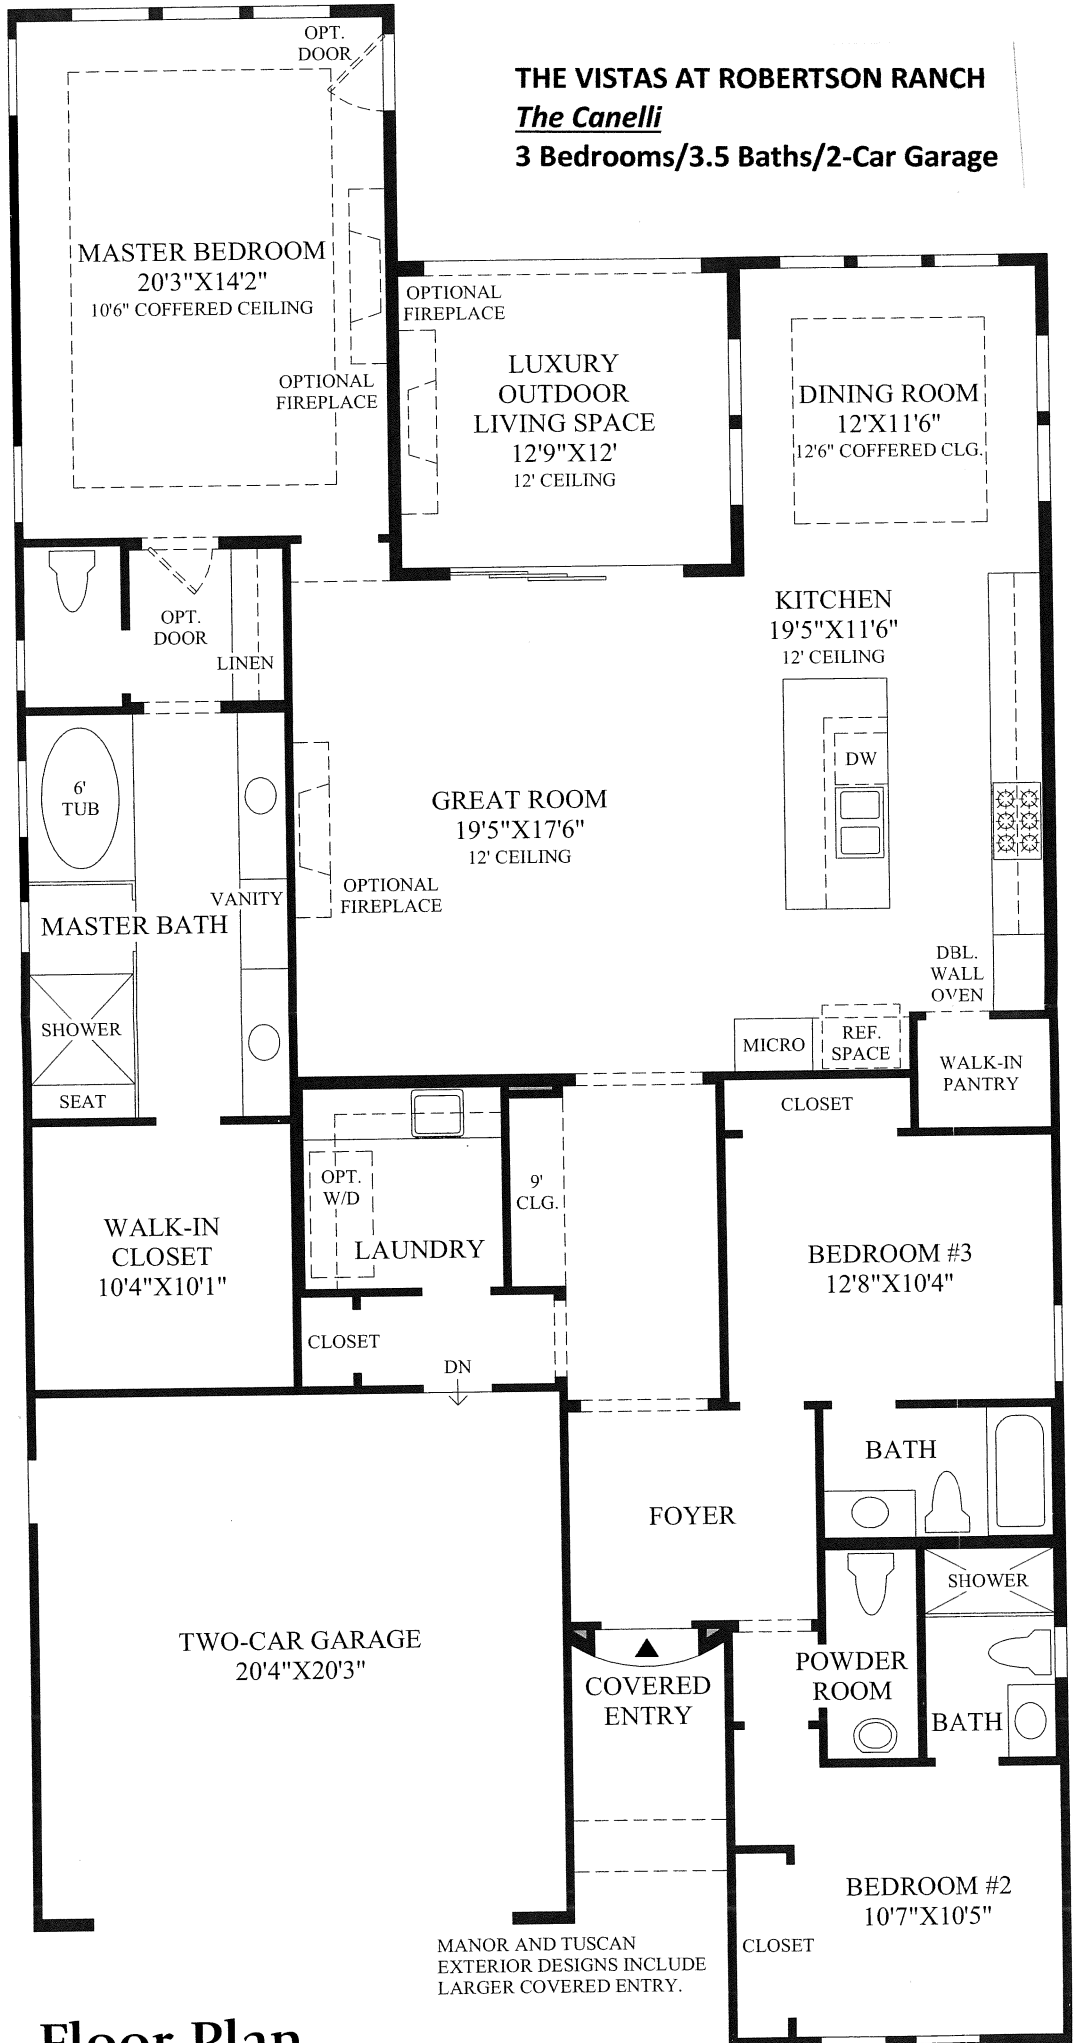 OPT.
DOOR
THE VISTAS AT ROBERTSON RANCH
The Canelli
3 Bedrooms/3.5 Baths/2-Car Garage
MASTER BEDROOM
20'3"X14'2"
10'6" COFFERED CEILING
OPTIONAL
FIREPLACE
OPTIONAL
FIREPLACE
LUXURY
OUTDOOR
LIVING SPACE
12'9"X12'
12' CEILING
DINING ROOM
12'X11'6"
12'6" COFFERED CLG.
OPT.
DOOR
LINEN
KITCHEN
19'5"X11'6"
12' CEILING
DW
6'
TUB
GREAT ROOM
19'5"X17'6"
12' CEILING
OPTIONAL
FIREPLACE
VANITY
MASTER BATH
SHOWER
SEAT
DBL.
WALL
OVEN
MICRO
REF.
SPACE
WALK-IN
PANTRY
CLOSET
OPT.
W/D
LAUNDRY
9'
CLG.
WALK-IN
CLOSET
10'4"X10'1"
BEDROOM #3
12'8"X10'4"
CLOSET
DN
BATH
FOYER
SHOWER
TWO-CAR GARAGE
20'4"X20'3"
COVERED
ENTRY
POWDER
ROOM
BATH
BEDROOM #2
10'7"X10'5"
CLOSET
MANOR AND TUSCAN
EXTERIOR DESIGNS INCLUDE
LARGER COVERED ENTRY.
Floor Plan